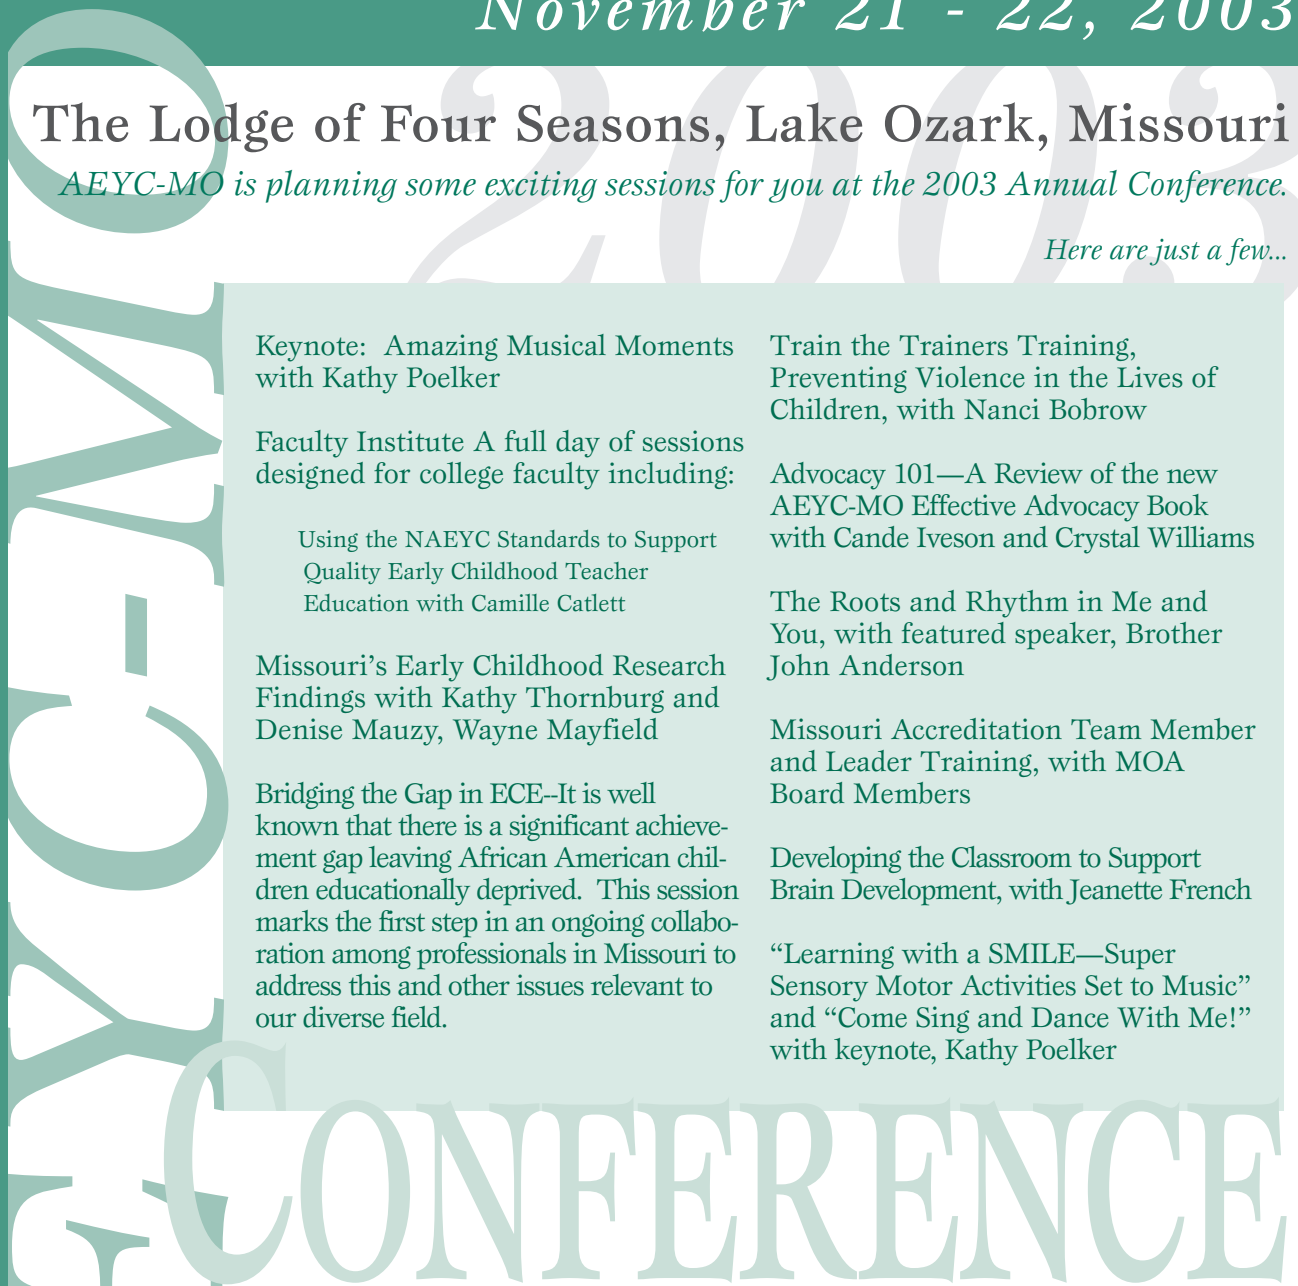 November 21 - 22, 2003
2003
The Lodge of Four Seasons, Lake Ozark, Missouri
AEYC-MO is planning some exciting sessions for you at the 2003 Annual Conference.
Here are just a few...
Keynote:  Amazing Musical Moments
with Kathy Poelker
Faculty Institute A full day of sessions
designed for college faculty including:
Using the NAEYC Standards to Support
Quality Early Childhood Teacher
Education with Camille Catlett
Missouri’s Early Childhood Research
Findings with Kathy Thornburg and
Denise Mauzy, Wayne Mayfield
Bridging the Gap in ECE--It is well
known that there is a significant achieve-
ment gap leaving African American chil-
dren educationally deprived.  This session
marks the first step in an ongoing collabo-
ration among professionals in Missouri to
address this and other issues relevant to
our diverse field.
Train the Trainers Training,
Preventing Violence in the Lives of
Children, with Nanci Bobrow
Advocacy 101—A Review of the new
AEYC-MO Effective Advocacy Book
with Cande Iveson and Crystal Williams
The Roots and Rhythm in Me and
You, with featured speaker, Brother
John Anderson
Missouri Accreditation Team Member
and Leader Training, with MOA
Board Members
Developing the Classroom to Support
Brain Development, with Jeanette French
“Learning with a SMILE—Super
Sensory Motor Activities Set to Music”
and “Come Sing and Dance With Me!”
with keynote, Kathy Poelker
EYC-MO
CONFERENCE